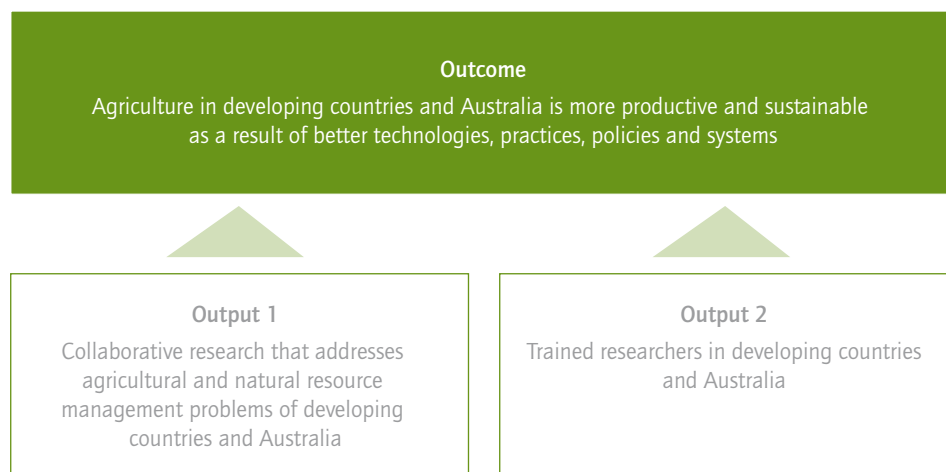 Outcome
Agriculture in developing countries and Australia is more productive and sustainable
as a result of better technologies, practices, policies and systems
Output 1
Collaborative research that addresses
agricultural and natural resource
management problems of developing
countries and Australia
Output 2
Trained researchers in developing countries
and Australia